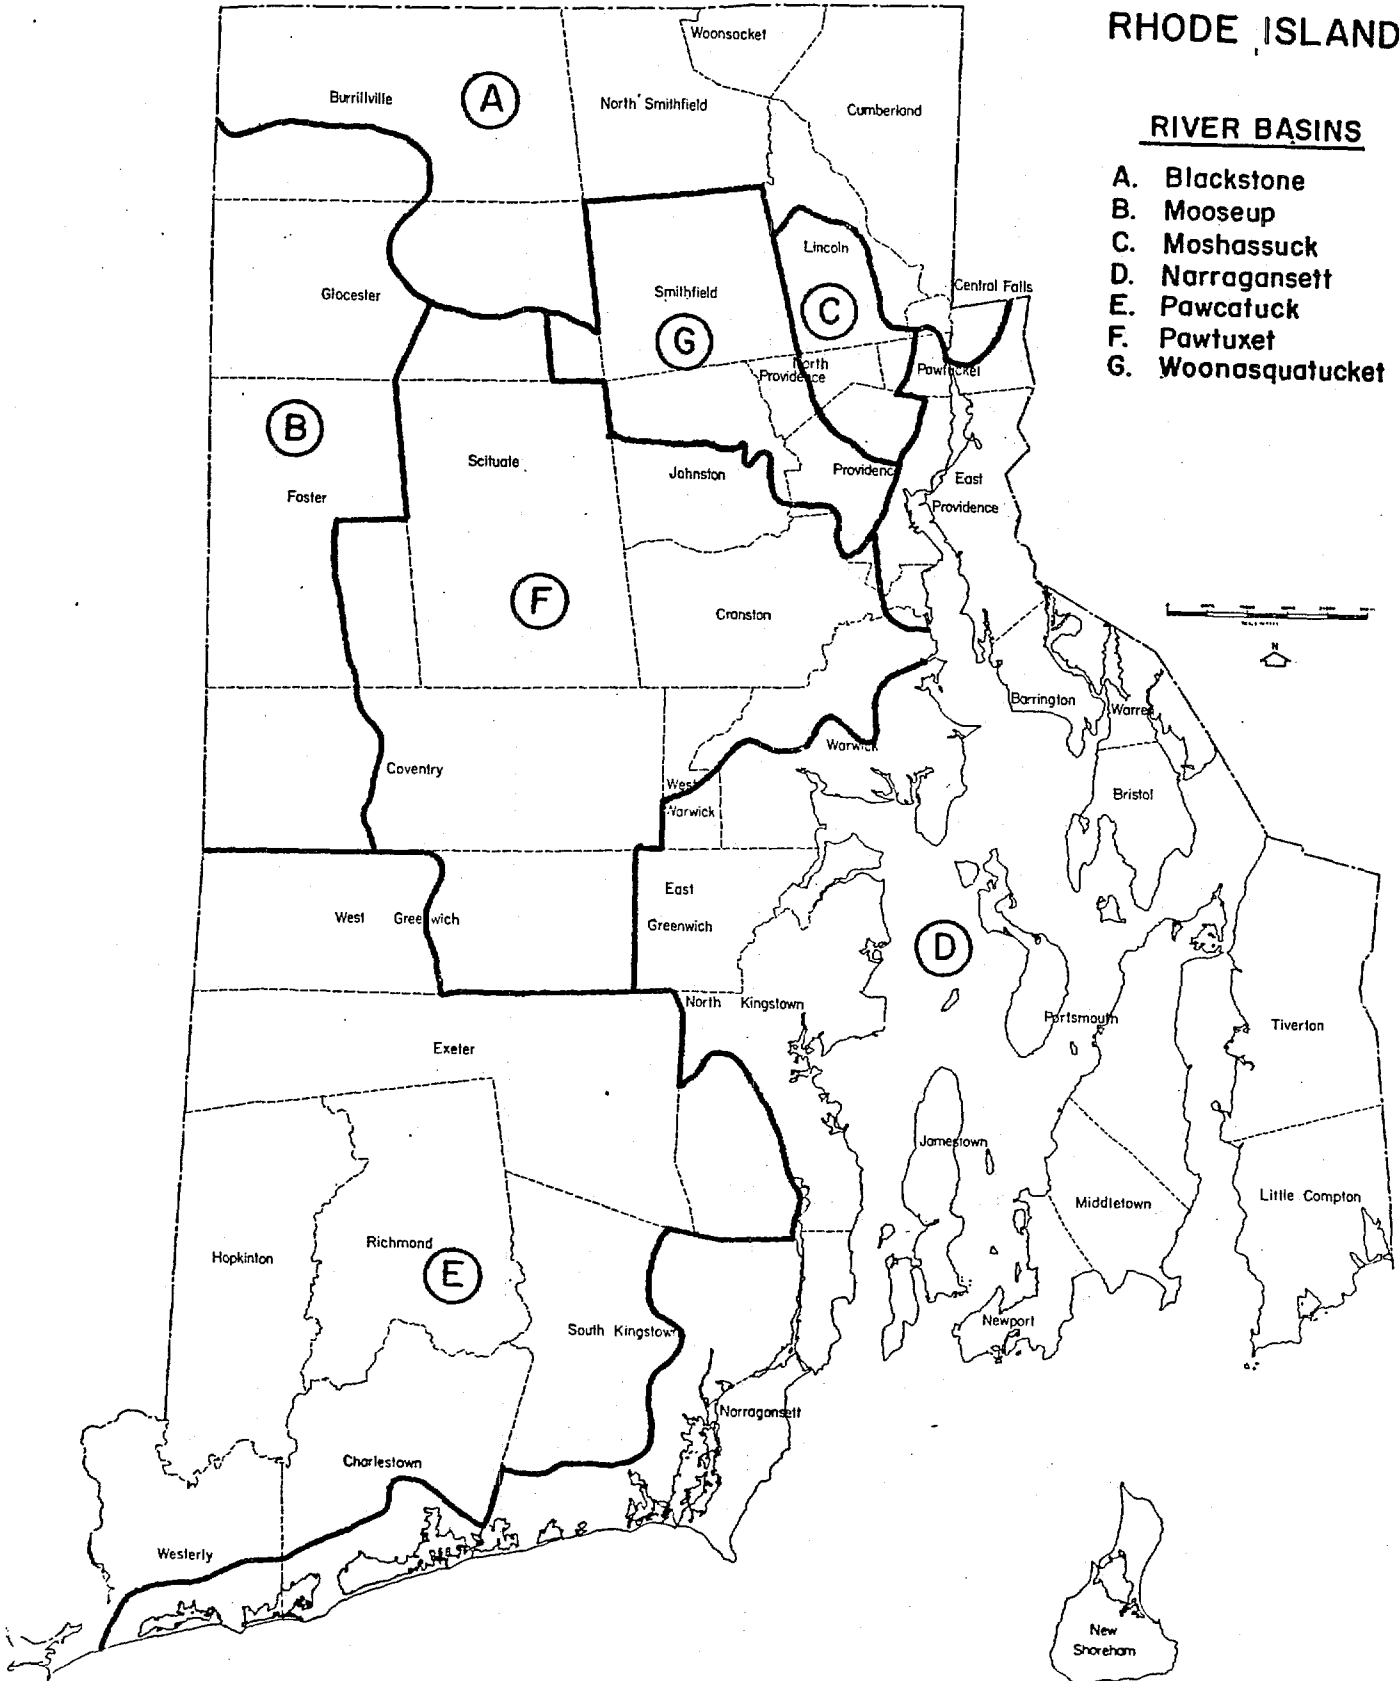 RHODE ISLAND
RIVER BASINS
A. Blackstone
B. Mooseup
C. Moshassuck
D. Narragansett
E. Pawcatuck
F. Pawtuxet
G. Woonasquatucket
Woonsocket
Burrillville
A
North Smithfield
Cumberland
Lincoln
Glocester
Smithfield
Central Falls
C
G
North
Providence
Pawtucket
B
Scituate
Johnston
Providence
East
Providence
Foster
F
Cranston
N
Barrington
Warren
Warwick
Coventry
West
Warwick
Bristol
East
Greenwich
West Greenwich
D
North Kingstown
Portsmouth
Tiverton
Exeter
Jamestown
Middletown
Little Compton
Hopkinton
Richmond
E
South Kingstown
Newport
Narragansett
Charlestown
Westerly
New
Shoreham